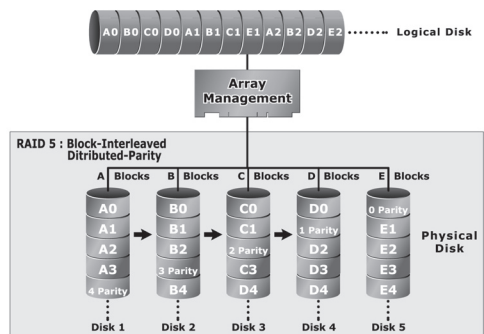 A0 B0 C0 D0 A1 B1 C1 E1 A2 B2 D2 E2 Logical Disk
Array
Management
RAID 5 : Block-Interleaved
Ditributed-Parity
A Blocks B Blocks C Blocks D Blocks E Blocks
A0 B0 C0 D0 0 Parity
A1 B1 C1 1 Parity E1
A2 B2 2 Parity D2 E2
A3 3 Parity C3 D3 E3
4 Parity B4 D4 D4 E4
Physical
Disk
Disk 1 Disk 2 Disk 3 Disk 4 Disk 5